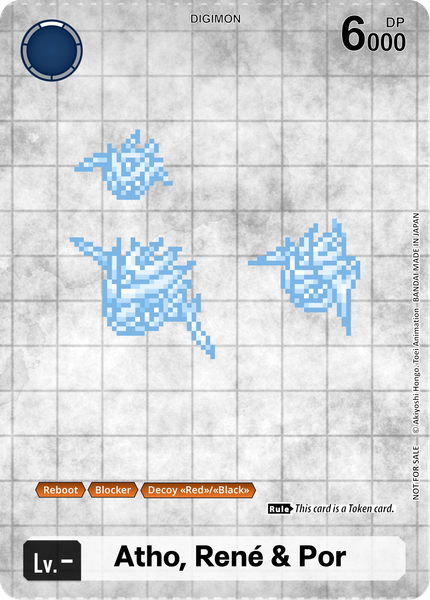 DIGIMON
DP
6000
Reboot Blocker Decoy «Red»/«Black»
Rule This card is a Token card.
Lv.–
Atho, René & Por
NOT FOR SALE © Akiyoshi Hongo, Toei Animation BANDAI MADE IN JAPAN